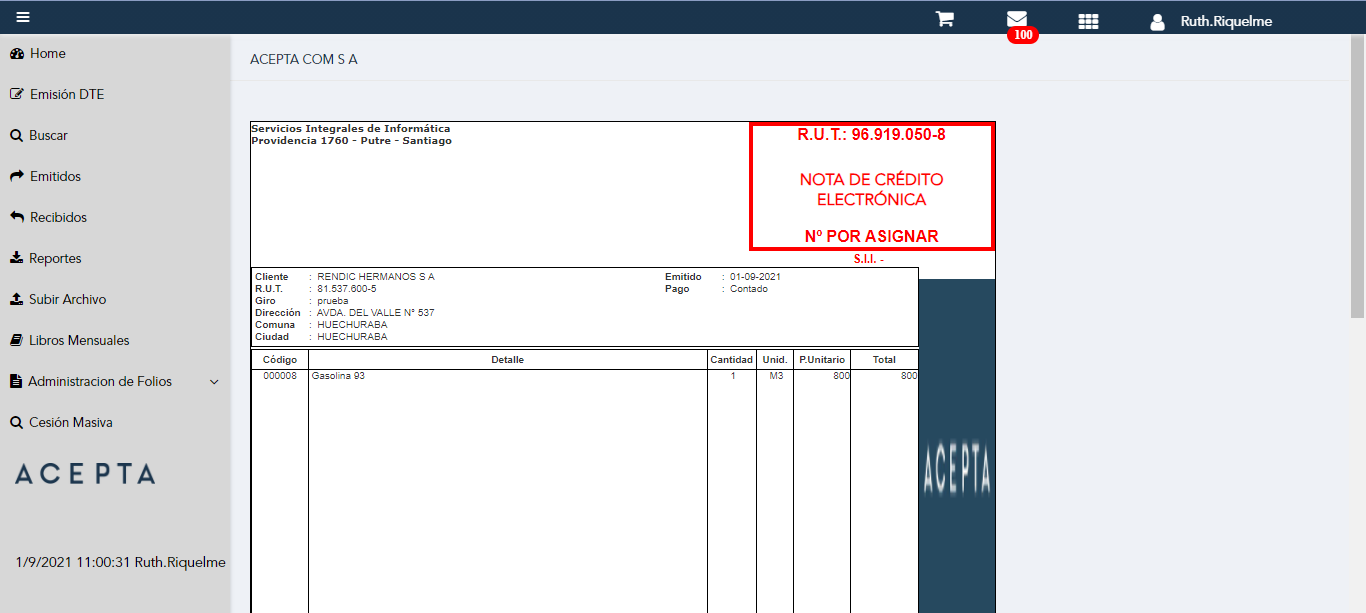 Ruth.Riquelme
100
Home
Emisión DTE
Buscar
Emitidos
Recibidos
Reportes
Subir Archivo
Libros Mensuales
Administracion de Folios
Cesión Masiva
ACEPTA
1/9/2021 11:00:31 Ruth.Riquelme
ACEPTA COM S A
Servicios Integrales de Informática
Providencia 1760 - Putre - Santiago
R.U.T.: 96.919.050-8
NOTA DE CRÉDITO
ELECTRÓNICA
Nº POR ASIGNAR
S.I.I. -
Cliente : RENDIC HERMANOS S A Emitido : 01-09-2021
R.U.T. : 81.537.600-5 Pago : Contado
Giro : prueba
Dirección : AVDA. DEL VALLE N° 537
Comuna : HUECHURABA
Ciudad : HUECHURABA
Código Detalle Cantidad Unid. P.Unitario Total
000008 Gasolina 93 1 M3 800 800
ACEPTA